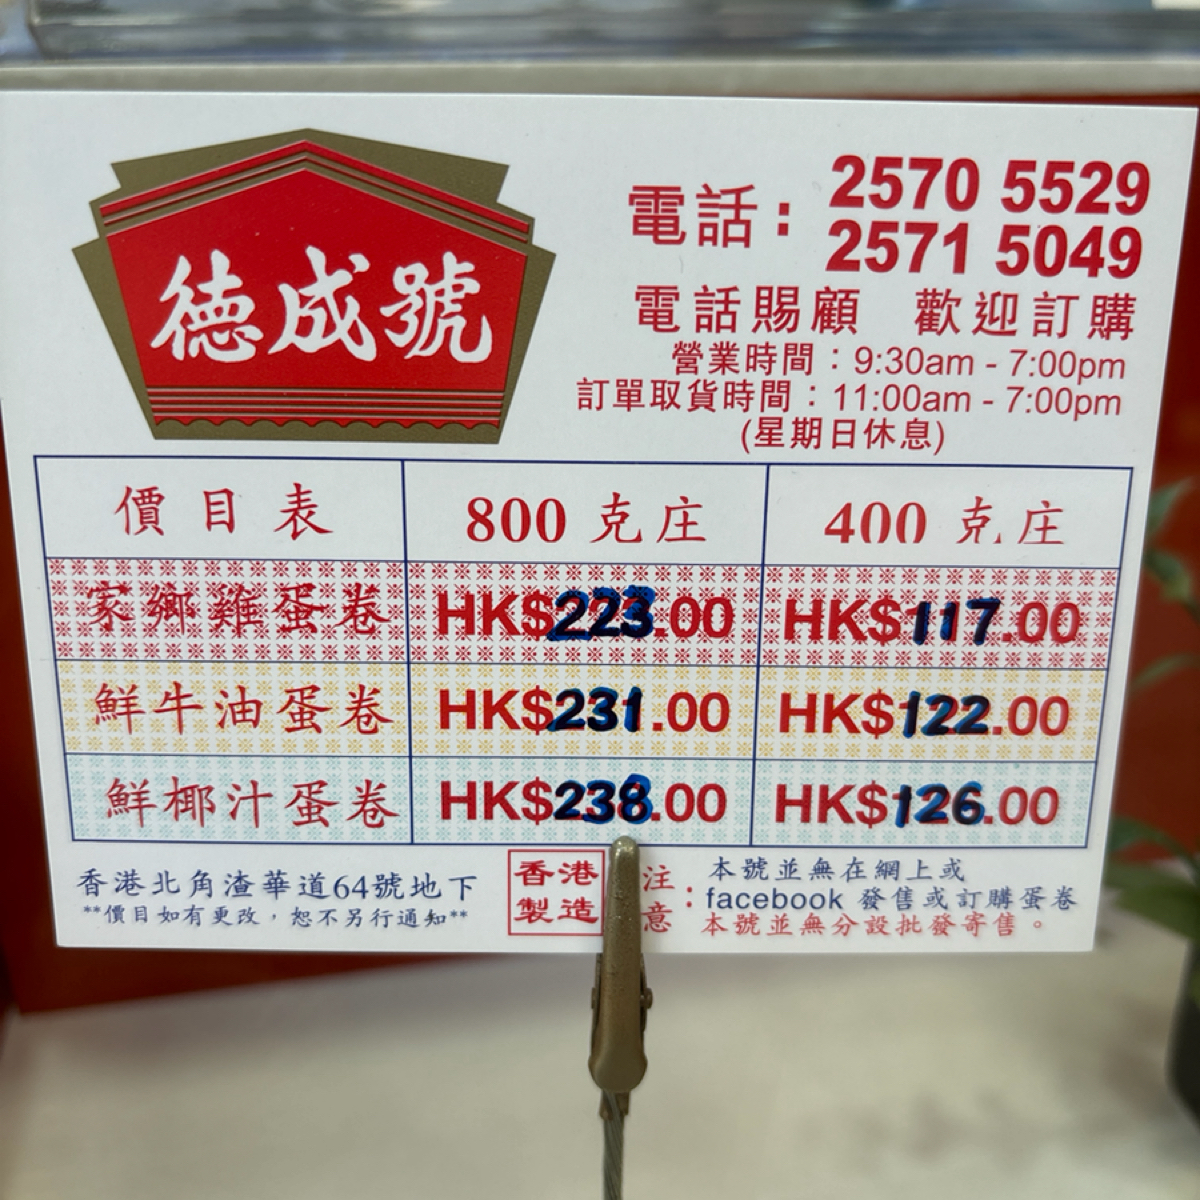 德成號
電話： 2570 5529
2571 5049
電話賜顧 歡迎訂購
營業時間：9:30am - 7:00pm
訂單取貨時間：11:00am - 7:00pm
(星期日休息)
價目表 800 克庄 400 克庄
家鄉雞蛋卷 HK$223.00 HK$117.00
鮮牛油蛋卷 HK$231.00 HK$122.00
鮮椰汁蛋卷 HK$238.00 HK$126.00
香港北角渣華道64號地下
**價目如有更改，恕不另行通知**
香港
製造
注意：
本號並無在網上或
facebook 發售或訂購蛋卷
本號並無分設批發寄售。